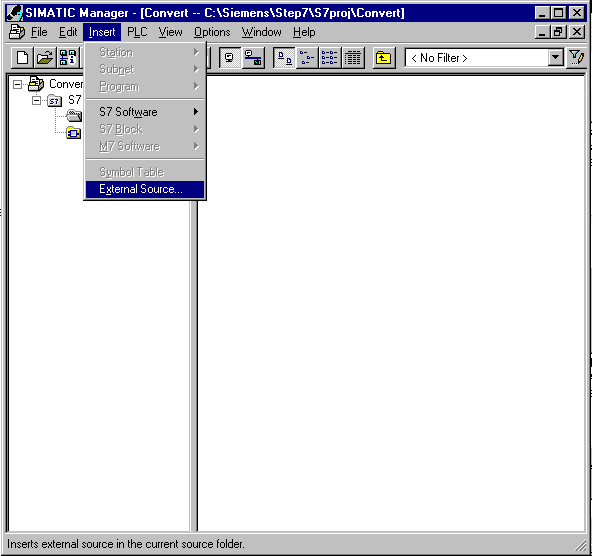 SIMATIC Manager - [Convert -- C:\Siemens\Step7\S7proj\Convert]
File Edit Insert PLC View Options Window Help
< No Filter >
Station
Subnet
Program
S7 Software
S7 Block
M7 Software
Symbol Table
External Source...
Conver
S7
Inserts external source in the current source folder.